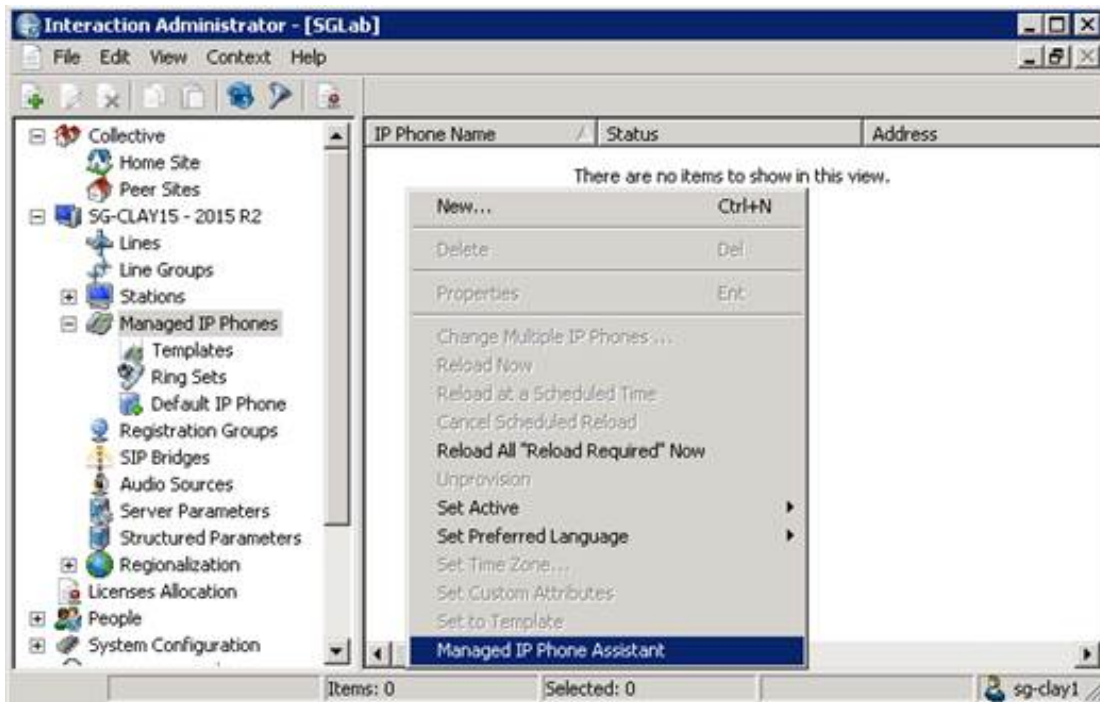 Interaction Administrator - [SGLab]
File Edit View Context Help
IP Phone Name Status Address
There are no items to show in this view.
Collective
Home Site
Peer Sites
SG-CLAY15 - 2015 R2
Lines
Line Groups
Stations
Managed IP Phones
Templates
Ring Sets
Default IP Phone
Registration Groups
SIP Bridges
Audio Sources
Server Parameters
Structured Parameters
Regionalization
Licenses Allocation
People
System Configuration
New... Ctrl+N
Delete Del
Properties Ent
Change Multiple IP Phones ...
Reload Now
Reload at a Scheduled Time
Cancel Scheduled Reload
Reload All "Reload Required" Now
Unprovision
Set Active
Set Preferred Language
Set Time Zone...
Set Custom Attributes
Set to Template
Managed IP Phone Assistant
Items: 0 Selected: 0 sg-clay1